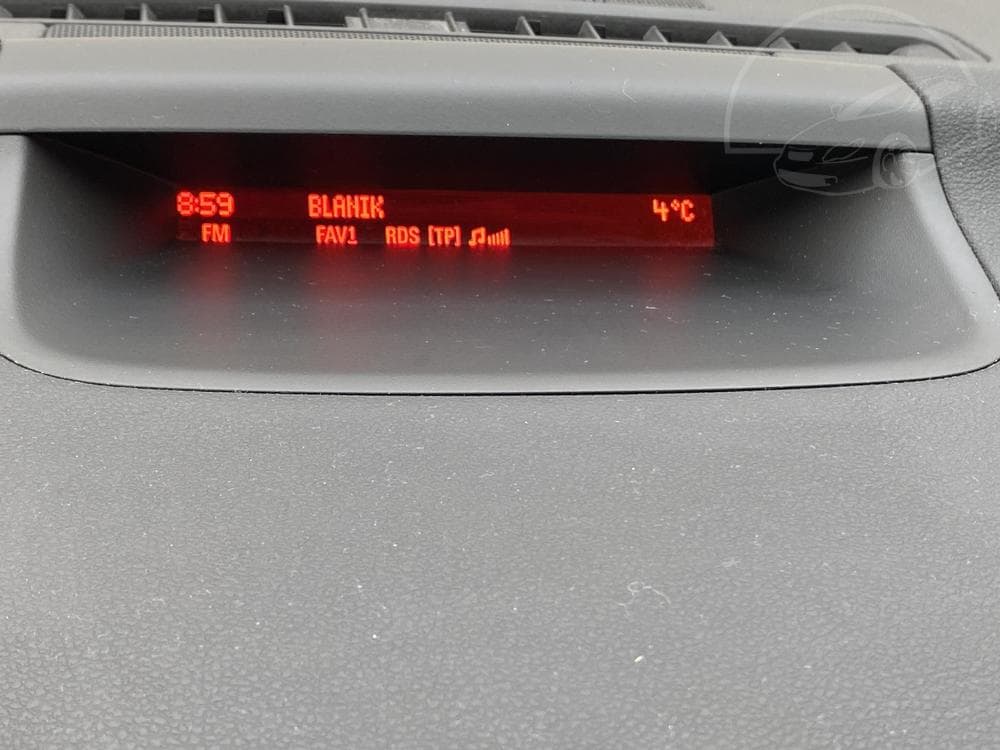 8:59 BLANIK 4°C
FM FAV1 RDS [TP]